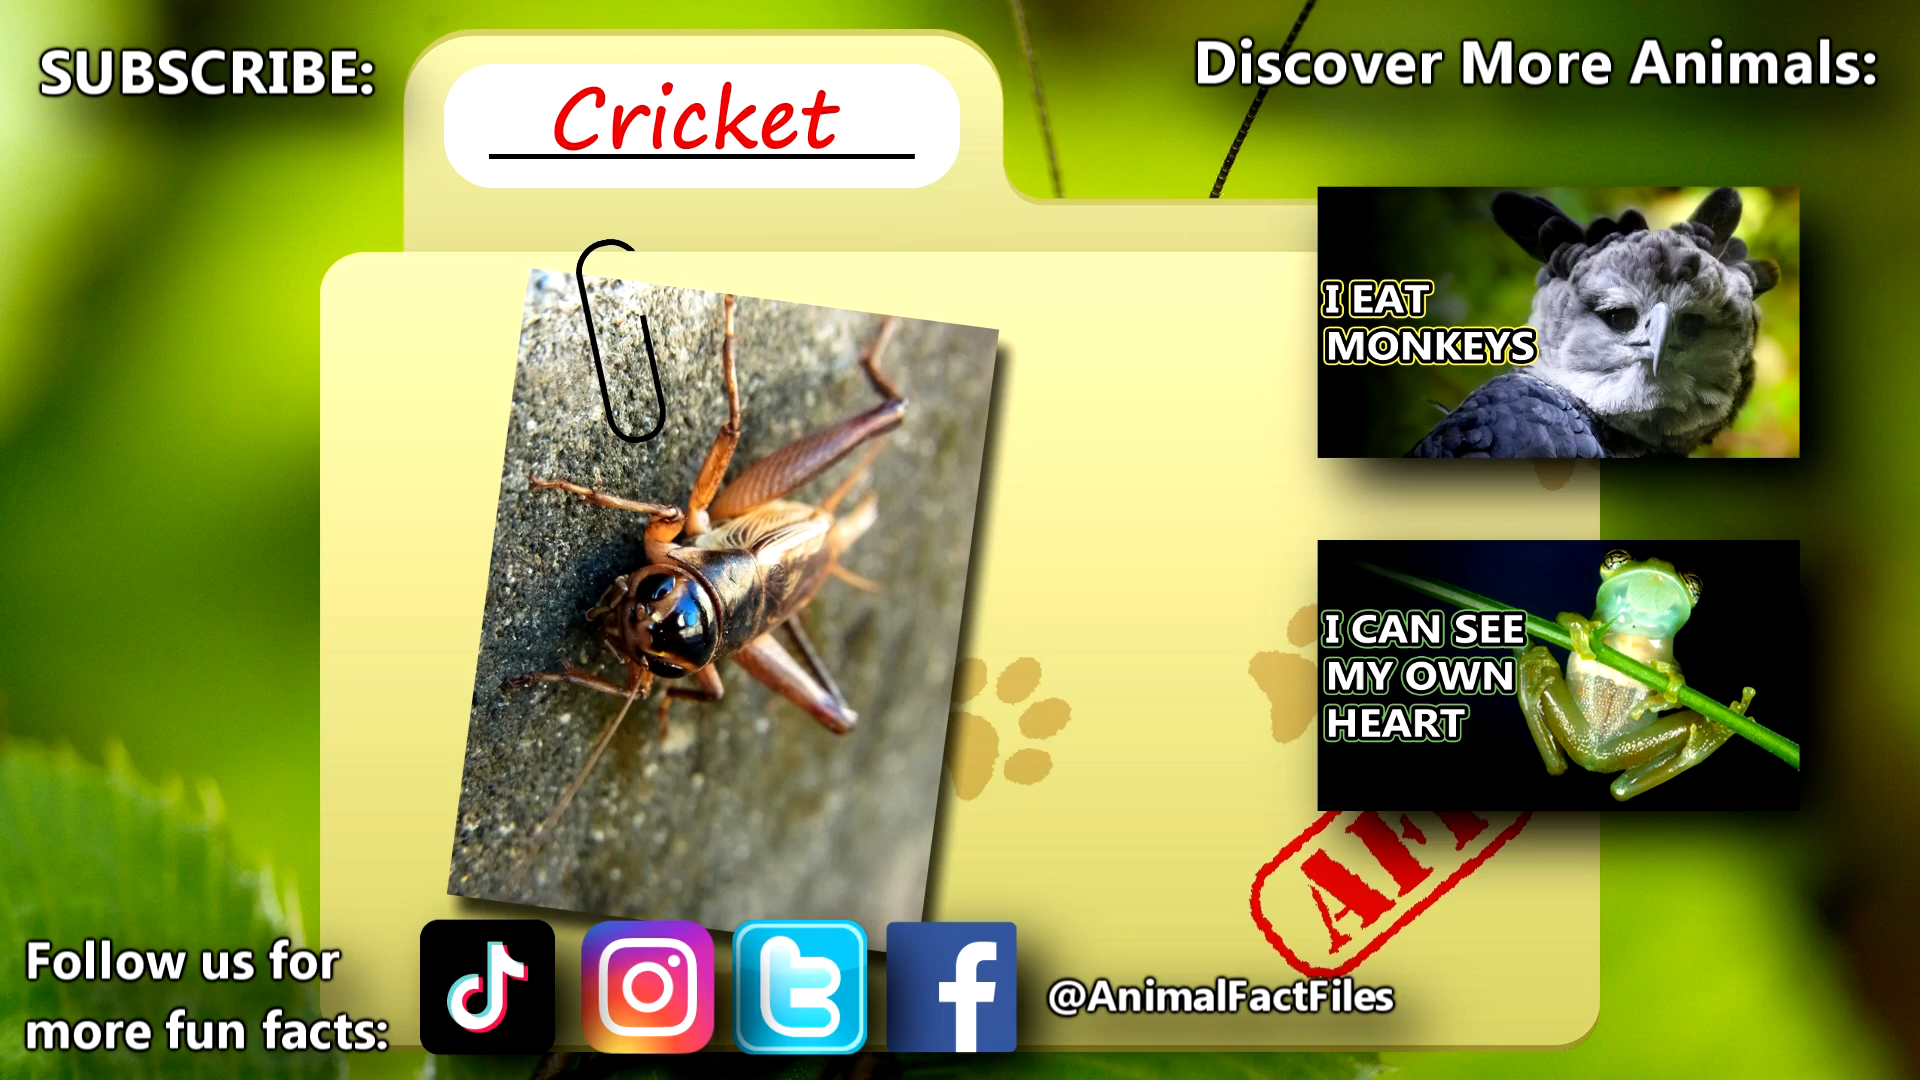 SUBSCRIBE:
Cricket
Discover More Animals:
I EAT
MONKEYS
I CAN SEE
MY OWN
HEART
Follow us for
more fun facts:
@AnimalFactFiles